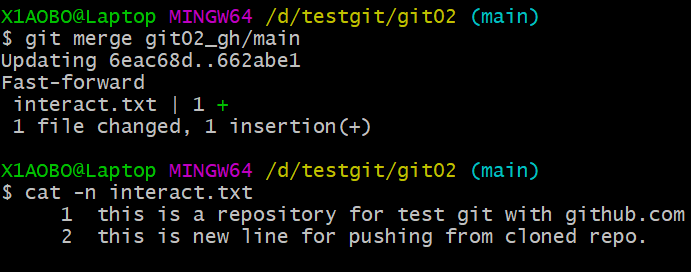 X1AOBO@Laptop MINGW64 /d/testgit/git02 (main)
$ git merge git02_gh/main
Updating 6eac68d..662abe1
Fast-forward
 interact.txt | 1 +
 1 file changed, 1 insertion(+)

X1AOBO@Laptop MINGW64 /d/testgit/git02 (main)
$ cat -n interact.txt
     1  this is a repository for test git with github.com
     2  this is new line for pushing from cloned repo.